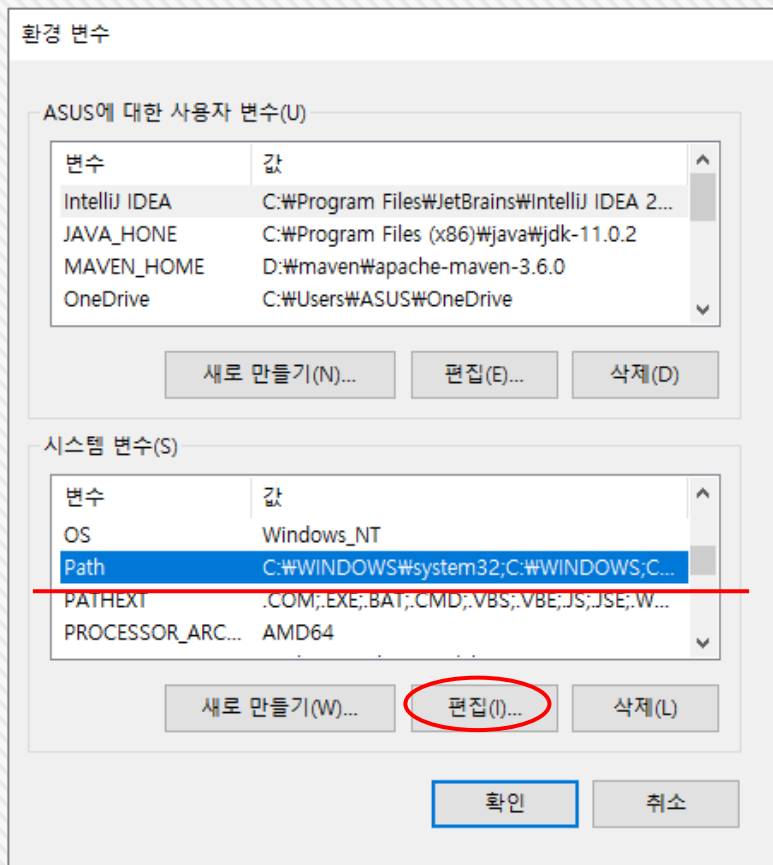 환경 변수
ASUS에 대한 사용자 변수(U)
변수 값
IntelliJ IDEA C:₩Program Files₩JetBrains₩IntelliJ IDEA 2...
JAVA_HONE C:₩Program Files (x86)₩java₩jdk-11.0.2
MAVEN_HOME D:₩maven₩apache-maven-3.6.0
OneDrive C:₩Users₩ASUS₩OneDrive
새로 만들기(N)... 편집(E)... 삭제(D)
시스템 변수(S)
변수 값
OS Windows_NT
Path C:₩WINDOWS₩system32;C:₩WINDOWS;C...
PATHEXT .COM;.EXE;.BAT;.CMD;.VBS;.VBE;.JS;.JSE;.W...
PROCESSOR_ARC... AMD64
새로 만들기(W)... 편집(I)... 삭제(L)
확인 취소